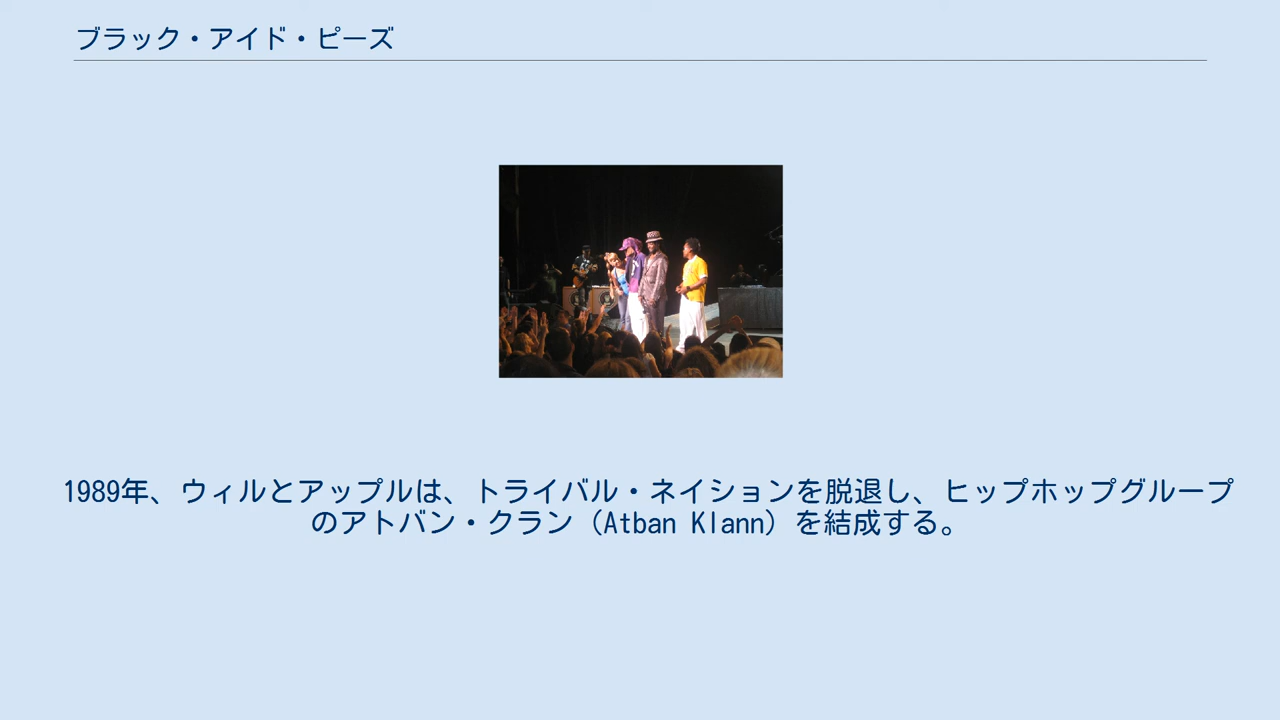 ブラック・アイド・ピーズ
1989年、ウィルとアップルは、トライバル・ネイションを脱退し、ヒップホップグループ
のアトバン・クラン（Atban Klann）を結成する。